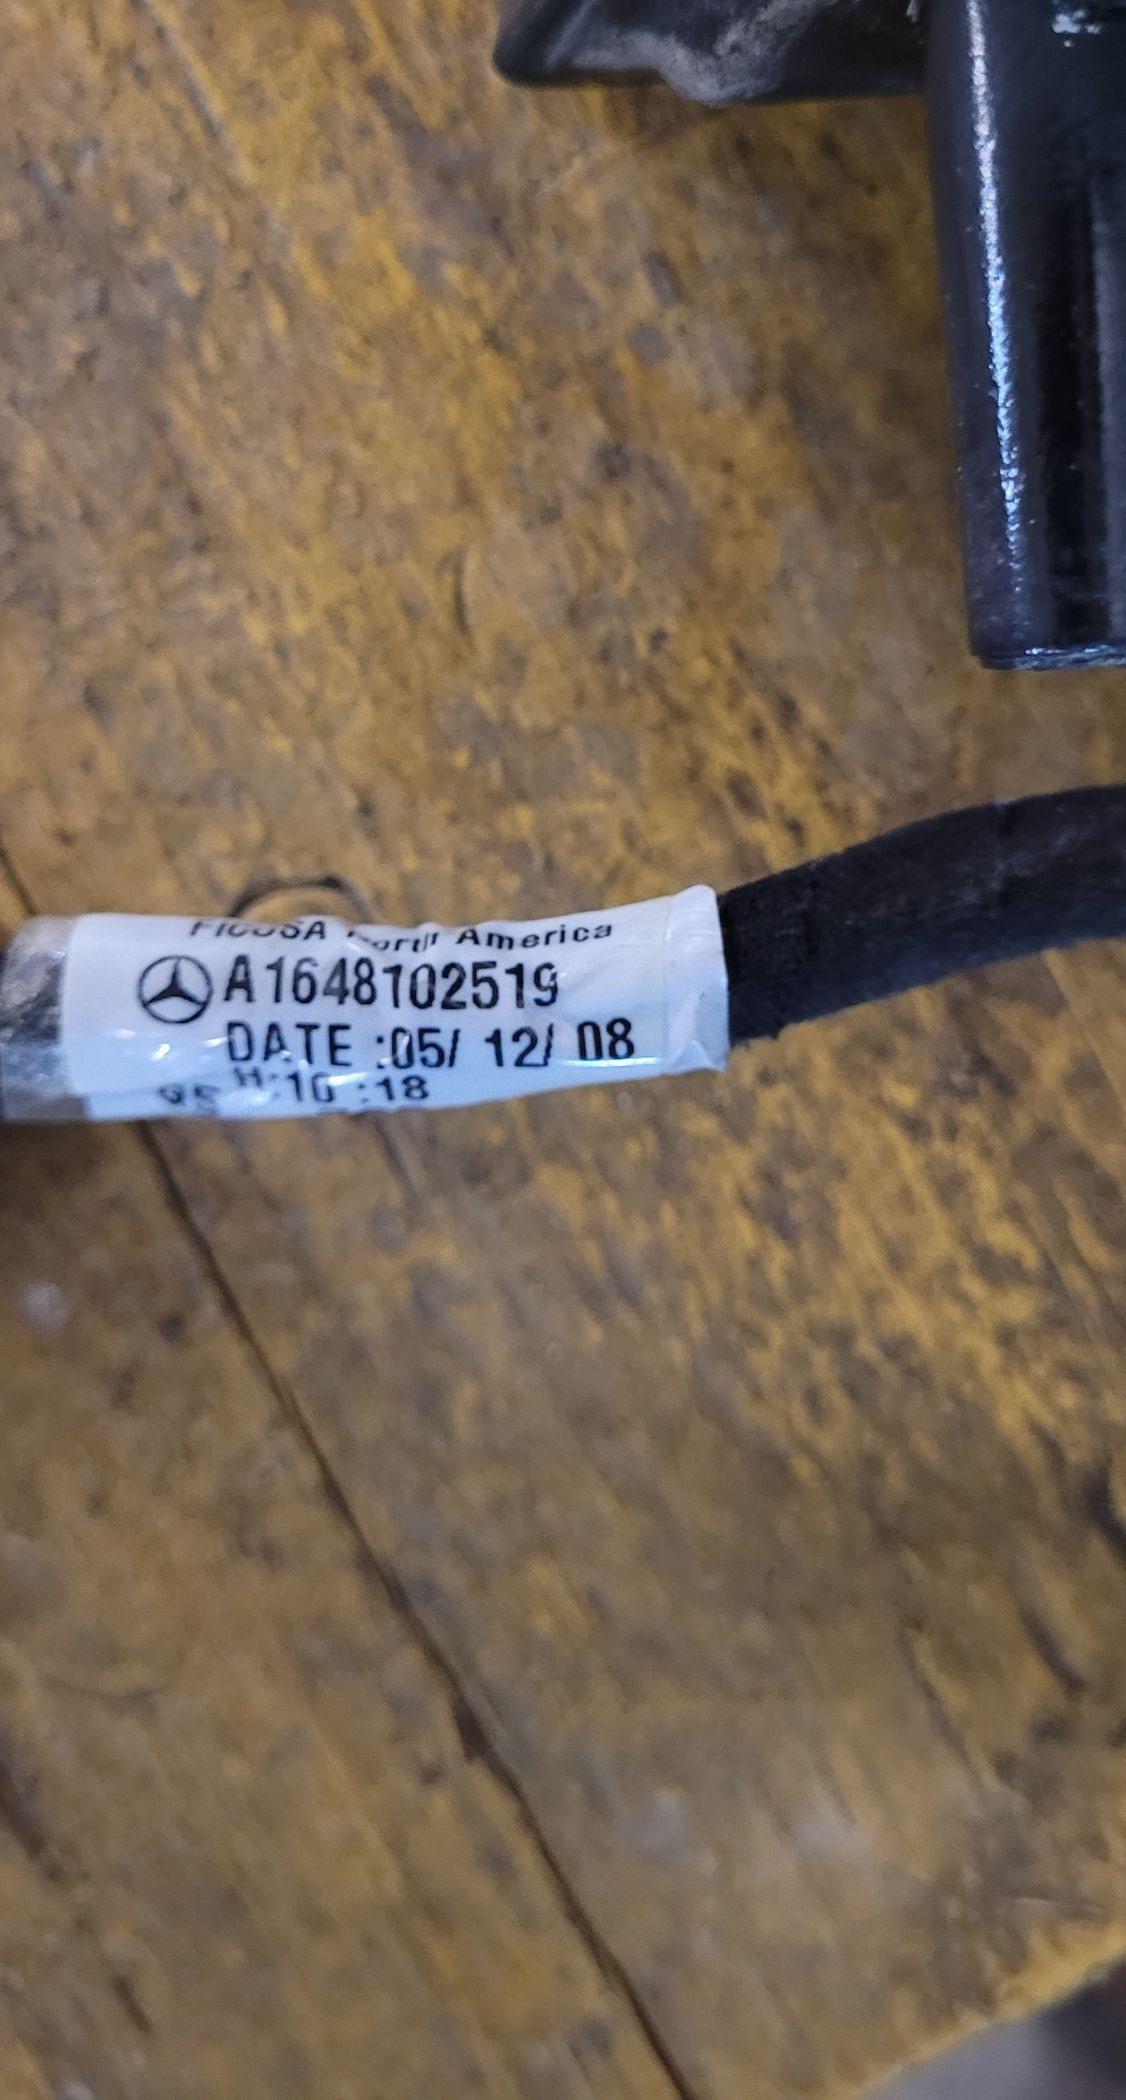 FICOSA North America
A1648102519
DATE :05/ 12/ 08
H:10 :18